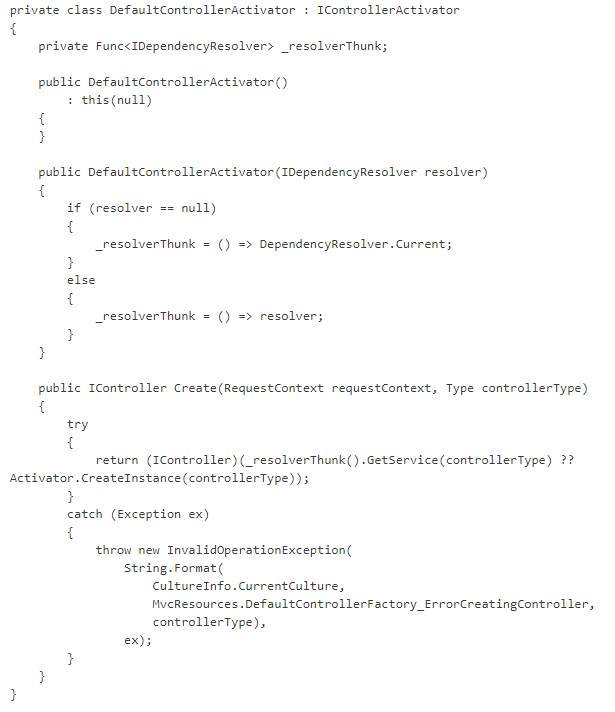 private class DefaultControllerActivator : IControllerActivator
{
    private Func<IDependencyResolver> _resolverThunk;

    public DefaultControllerActivator()
        : this(null)
    {
    }

    public DefaultControllerActivator(IDependencyResolver resolver)
    {
        if (resolver == null)
        {
            _resolverThunk = () => DependencyResolver.Current;
        }
        else
        {
            _resolverThunk = () => resolver;
        }
    }

    public IController Create(RequestContext requestContext, Type controllerType)
    {
        try
        {
            return (IController)(_resolverThunk().GetService(controllerType) ??
Activator.CreateInstance(controllerType));
        }
        catch (Exception ex)
        {
            throw new InvalidOperationException(
                String.Format(
                    CultureInfo.CurrentCulture,
                    MvcResources.DefaultControllerFactory_ErrorCreatingController,
                    controllerType),
                ex);
        }
    }
}